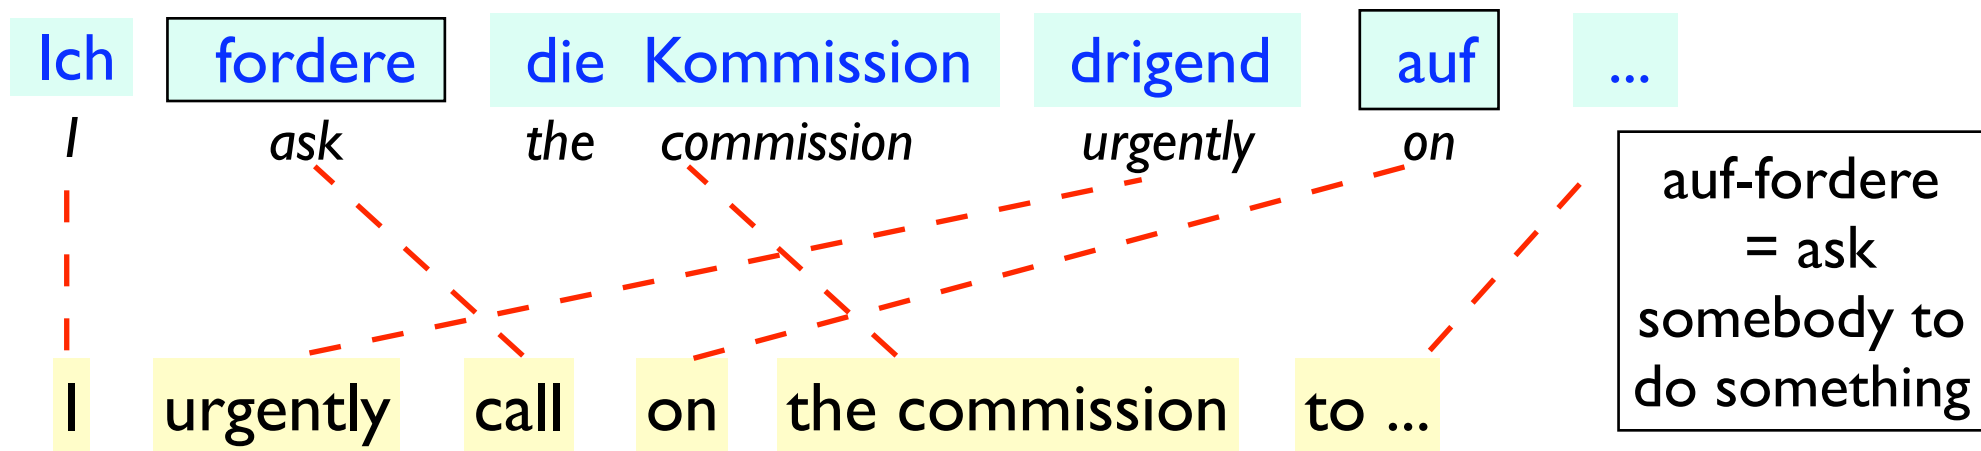 Ich fordere die Kommission drigend auf ...
I ask the commission urgently on
auf-fordere
= ask
somebody to
do something
I urgently call on the commission to ...